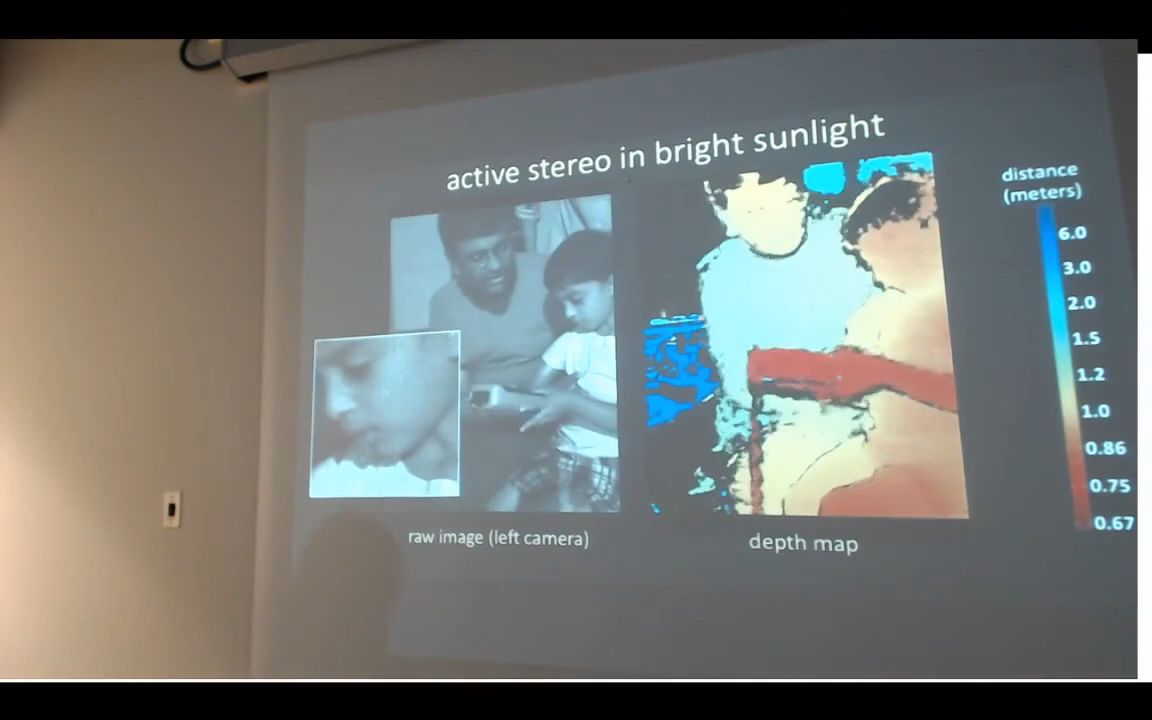 active stereo in bright sunlight
distance
(meters)
6.0
3.0
2.0
1.5
1.2
1.0
0.86
0.75
0.67
raw image (left camera)
depth map